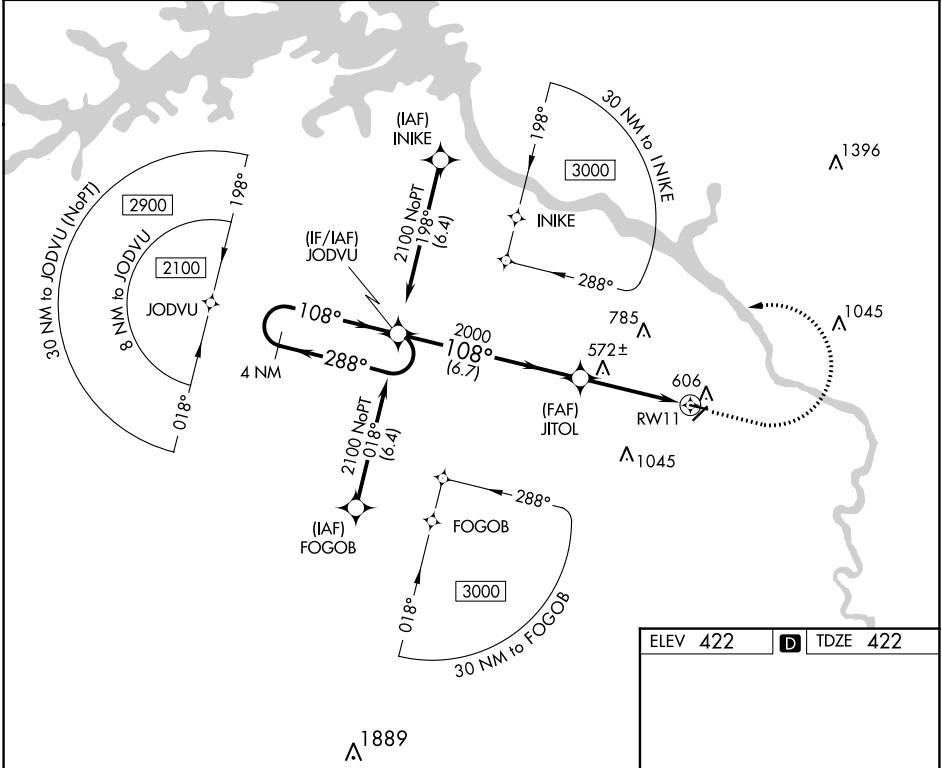 30 NM to JODVU (NoPT)
2900
198°
8 NM to JODVU
2100
JODVU
018°
(IAF)
INIKE
2100 NoPT
198°
(6.4)
198°
30 NM to INIKE
3000
INIKE
288°
1396
(IF/IAF)
JODVU
108°
288°
4 NM
2000
108°
(6.7)
785
572±
1045
606
(FAF)
JITOL
RW11
1045
2100 NoPT
018°
(6.4)
(IAF)
FOGOB
288°
FOGOB
3000
018°
30 NM to FOGOB
1889
ELEV 422 D TDZE 422